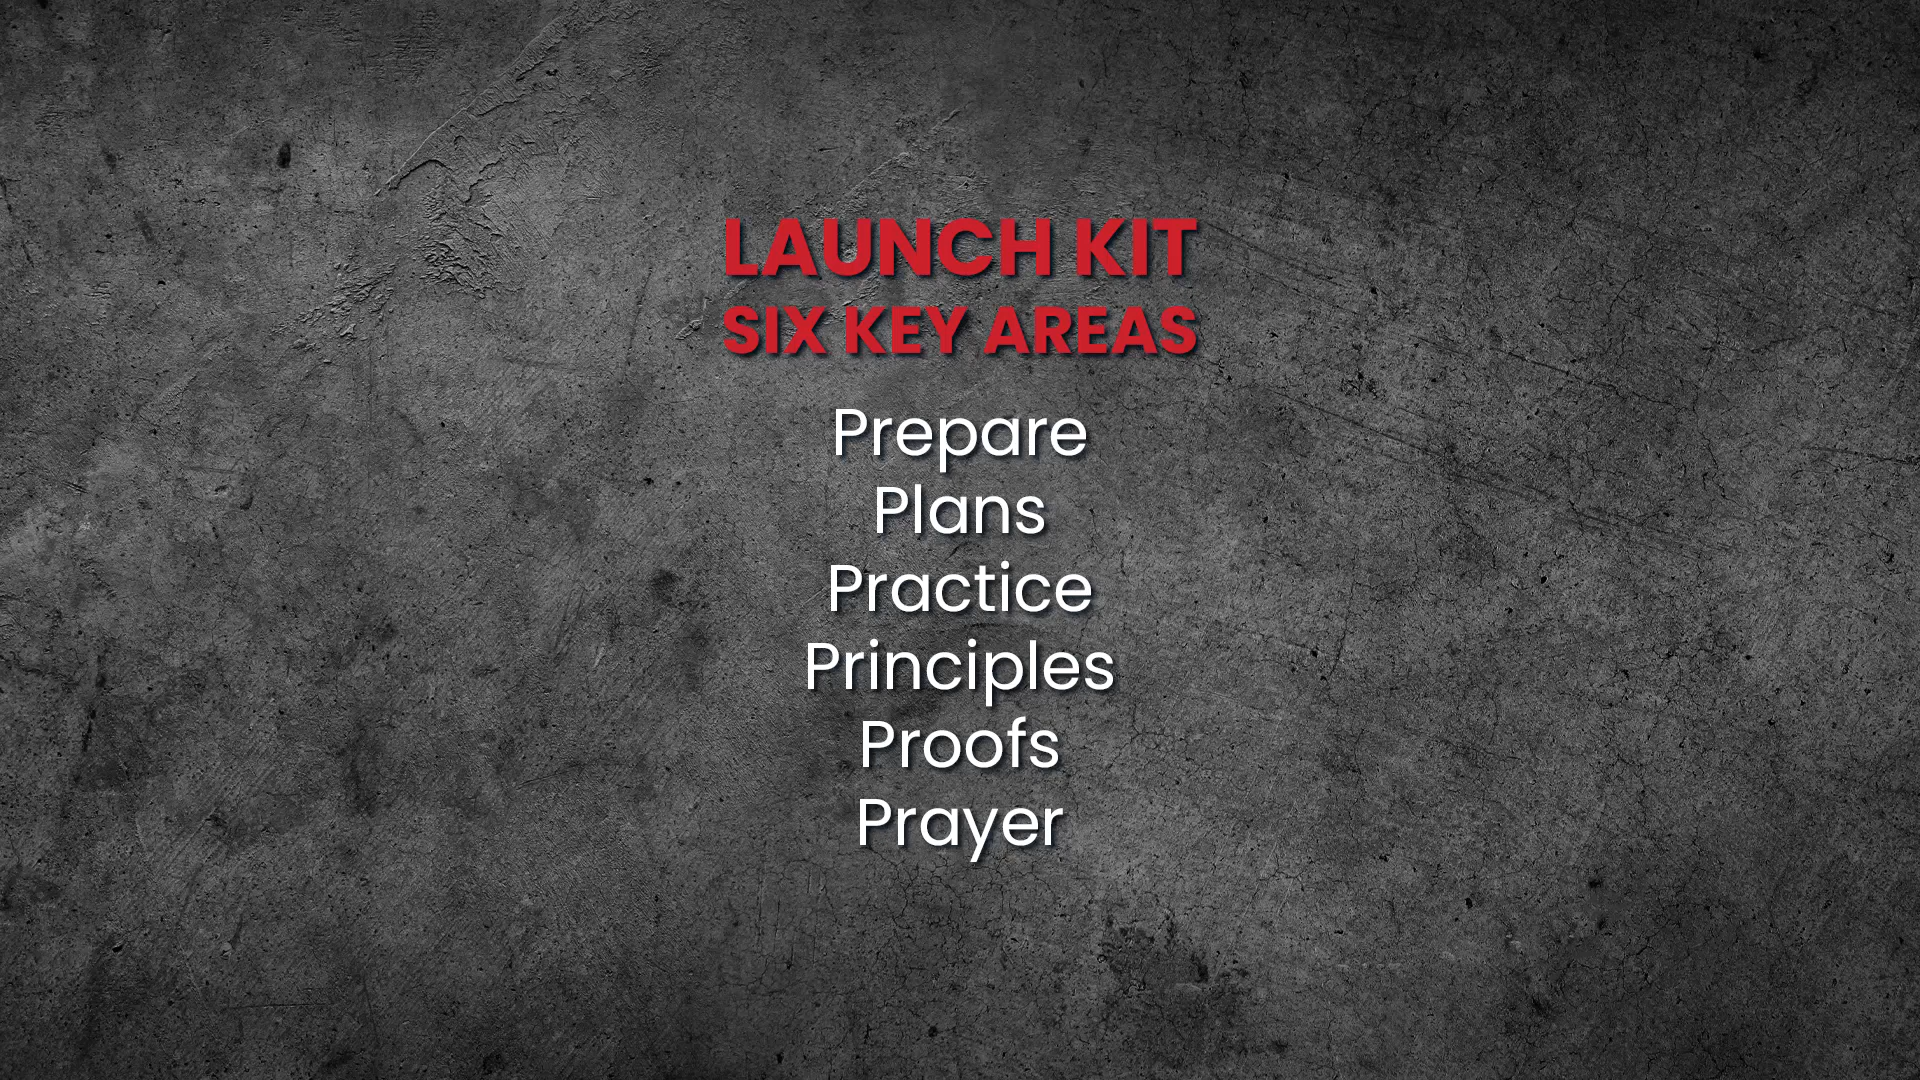 LAUNCH KIT
SIX KEY AREAS
Prepare
Plans
Practice
Principles
Proofs
Prayer